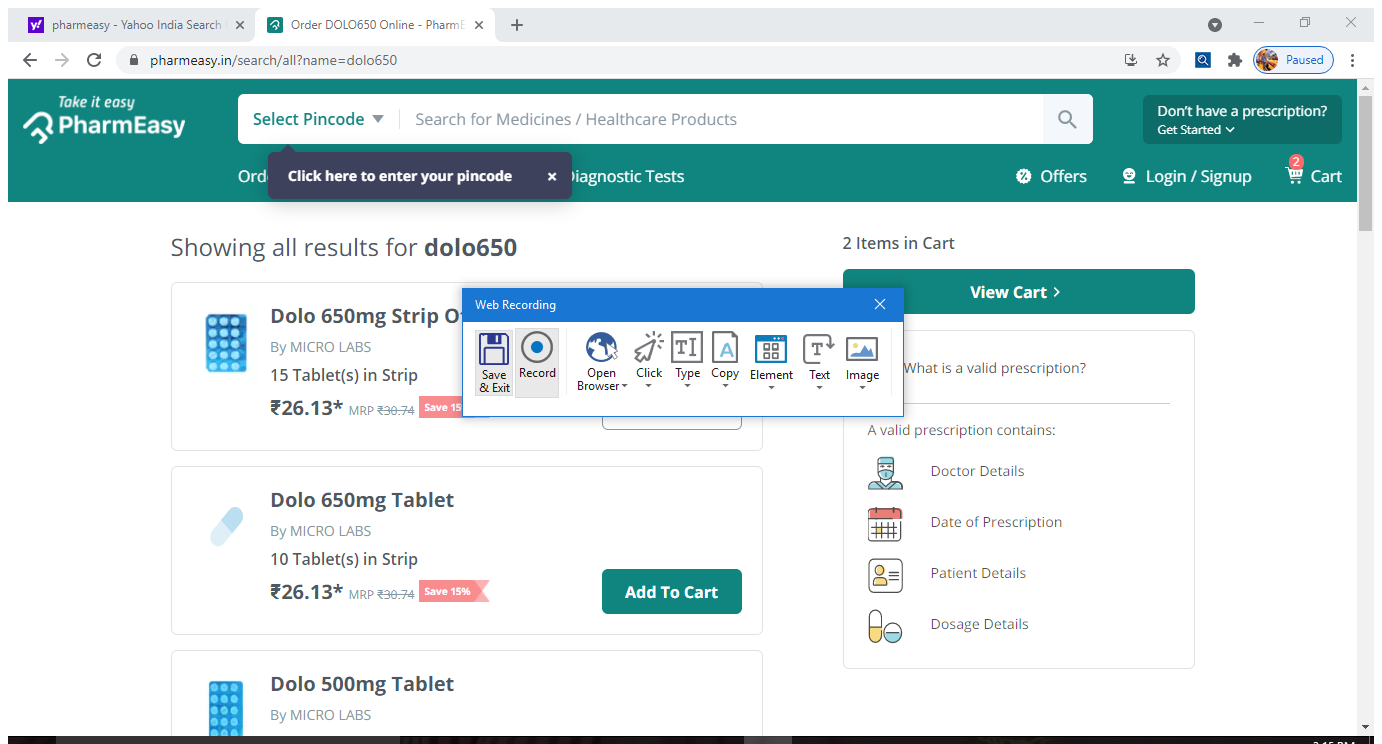 pharmeasy - Yahoo India Search
Order DOLO650 Online - PharmE
pharmeasy.in/search/all?name=dolo650
Paused
Take it easy
PharmEasy
Select Pincode
Search for Medicines / Healthcare Products
Don't have a prescription?
Get Started
Click here to enter your pincode ×
Diagnostic Tests
Offers
Login / Signup
2
Cart
Showing all results for dolo650
2 Items in Cart
View Cart
Dolo 650mg Strip
By MICRO LABS
15 Tablet(s) in Strip
₹26.13* MRP ₹30.74 Save
Web Recording
Save & Exit
Record
Open Browser
Click
Type
Copy
Element
Text
Image
What is a valid prescription?
A valid prescription contains:
Doctor Details
Date of Prescription
Patient Details
Dosage Details
Dolo 650mg Tablet
By MICRO LABS
10 Tablet(s) in Strip
₹26.13* MRP ₹30.74 Save 15%
Add To Cart
Dolo 500mg Tablet
By MICRO LABS